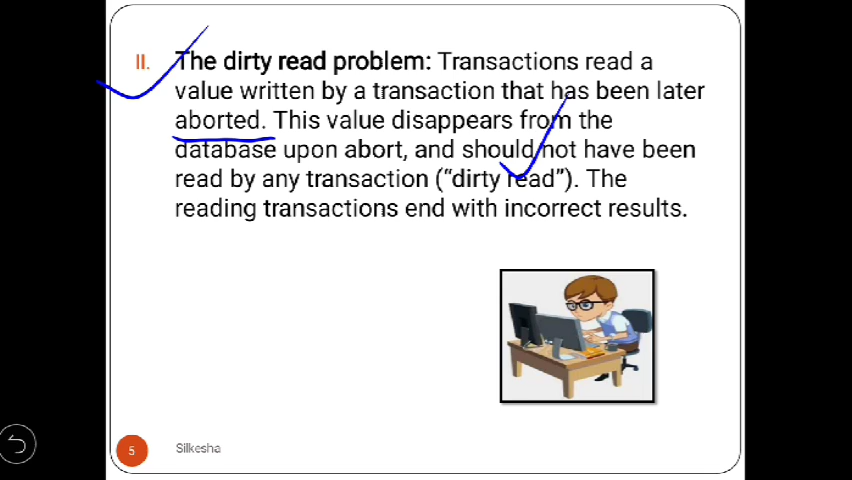 II. The dirty read problem: Transactions read a
value written by a transaction that has been later
aborted. This value disappears from the
database upon abort, and should not have been
read by any transaction (“dirty read”). The
reading transactions end with incorrect results.
5 Silkesha